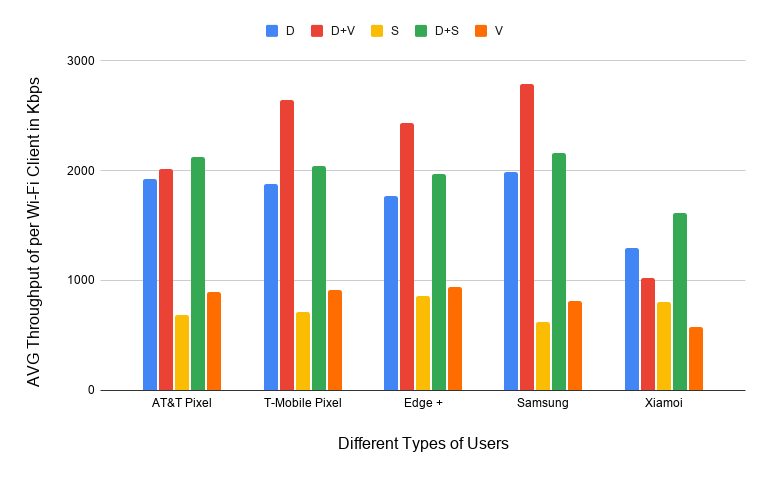 D D+V S D+S V
AVG Throughput of per Wi-Fi Client in Kbps
3000
2000
1000
0
AT&T Pixel T-Mobile Pixel Edge + Samsung Xiamoi
Different Types of Users